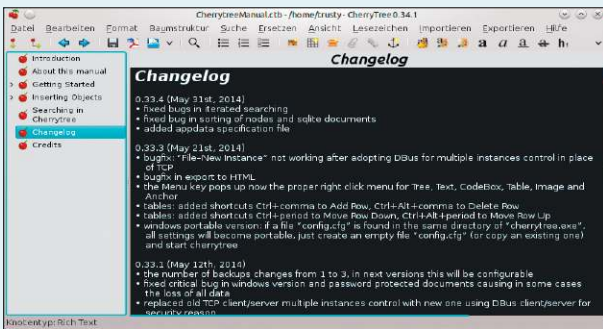 CherrytreeManual.ctb - /home/trusty - CherryTree 0.34.1
Datei Bearbeiten Format Baumstruktur Suche Ersetzen Ansicht Lesezeichen Importieren Exportieren Hilfe
Introduction
About this manual
Getting Started
Inserting Objects
Searching in
Cherrytree
Changelog
Credits
Changelog
Changelog
0.33.4 (May 31st, 2014)
• fixed bugs in iterated searching
• fixed bug in sorting of nodes and sqlite documents
• added appdata specification file
0.33.3 (May 21st, 2014)
• bugfix: "File–New Instance" not working after adopting DBus for multiple instances control in place
of TCP
• bugfix in export to HTML
• the Menu key pops up now the proper right click menu for Tree, Text, CodeBox, Table, Image and
Anchor
• tables: added shortcuts Ctrl+comma to Add Row, Ctrl+Alt+comma to Delete Row
• tables: added shortcuts Ctrl+period to Move Row Down, Ctrl+Alt+period to Move Row Up
• windows portable version: if a file "config.cfg" is found in the same directory of "cherrytree.exe",
all settings will become portable, just create an empty file "config.cfg" (or copy an existing one)
and start cherrytree
0.33.1 (May 12th, 2014)
• the number of backups changes from 1 to 3, in next versions this will be configurable
• fixed critical bug in windows version and password protected documents causing in some cases
the loss of all data
• replaced old TCP client/server multiple instances control with new one using DBus client/server for
security reason
Knotentyp: Rich Text